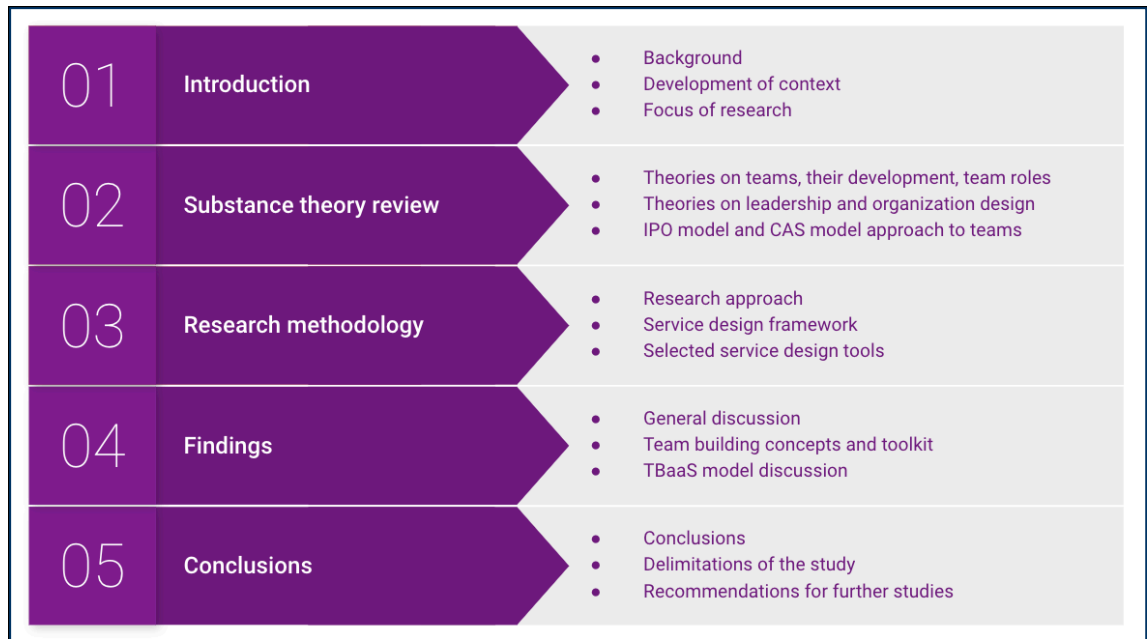 01
Introduction
● Background
● Development of context
● Focus of research
02
Substance theory review
● Theories on teams, their development, team roles
● Theories on leadership and organization design
● IPO model and CAS model approach to teams
03
Research methodology
● Research approach
● Service design framework
● Selected service design tools
04
Findings
● General discussion
● Team building concepts and toolkit
● TBaaS model discussion
05
Conclusions
● Conclusions
● Delimitations of the study
● Recommendations for further studies